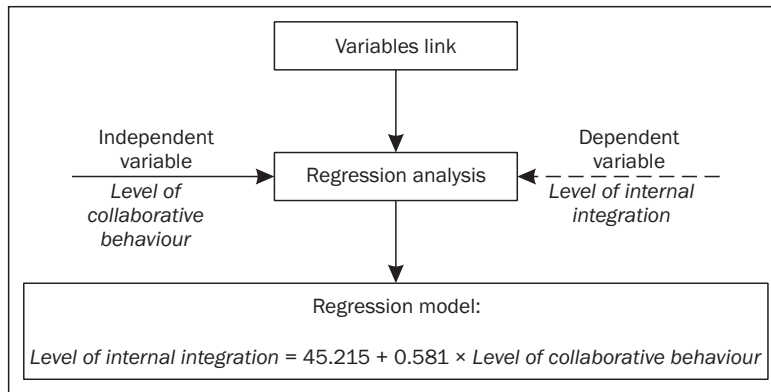 Variables link
Independent
variable
Level of
collaborative
behaviour
Regression analysis
Dependent
variable
Level of internal
integration
Regression model:
Level of internal integration = 45.215 + 0.581 × Level of collaborative behaviour